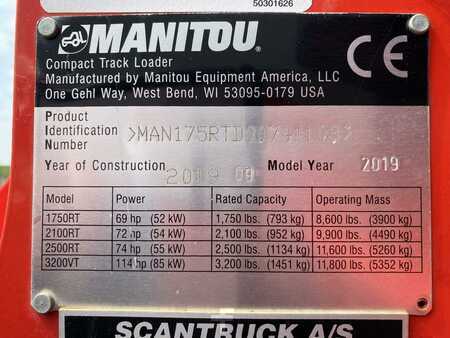 50301626
MANITOU
Compact Track Loader
Manufactured by Manitou Equipment America, LLC
One Gehl Way, West Bend, WI 53095-0179 USA
Product
Identification
Number
Year of Construction 2019 09 Model Year 2019
Model Power Rated Capacity Operating Mass
1750RT 69 hp (52 kW) 1,750 lbs. (793 kg) 8,600 lbs. (3900 kg)
2100RT 72 hp (54 kW) 2,100 lbs. (952 kg) 9,900 lbs. (4490 kg)
2500RT 74 hp (55 kW) 2,500 lbs. (1134 kg) 11,600 lbs. (5260 kg)
3200VT 114 hp (85 kW) 3,200 lbs. (1451 kg) 11,800 lbs. (5352 kg)
SCANTRUCK A/S